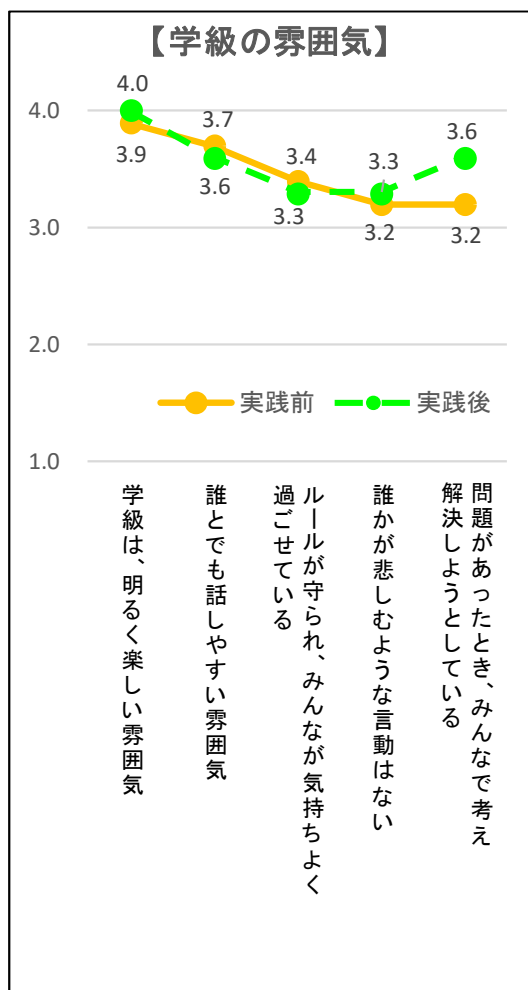 【学級の雰囲気】
4.0
3.0
2.0
1.0
4.0
3.7
3.4
3.3
3.6
3.9
3.6
3.3
3.2
3.2
実践前
実践後
学級は、明るく楽しい雰囲気
誰とでも話しやすい雰囲気
ルールが守られ、みんなが気持ちよく
過ごせている
誰かが悲しむような言動はない
問題があったとき、みんなで考え
解決しようとしている